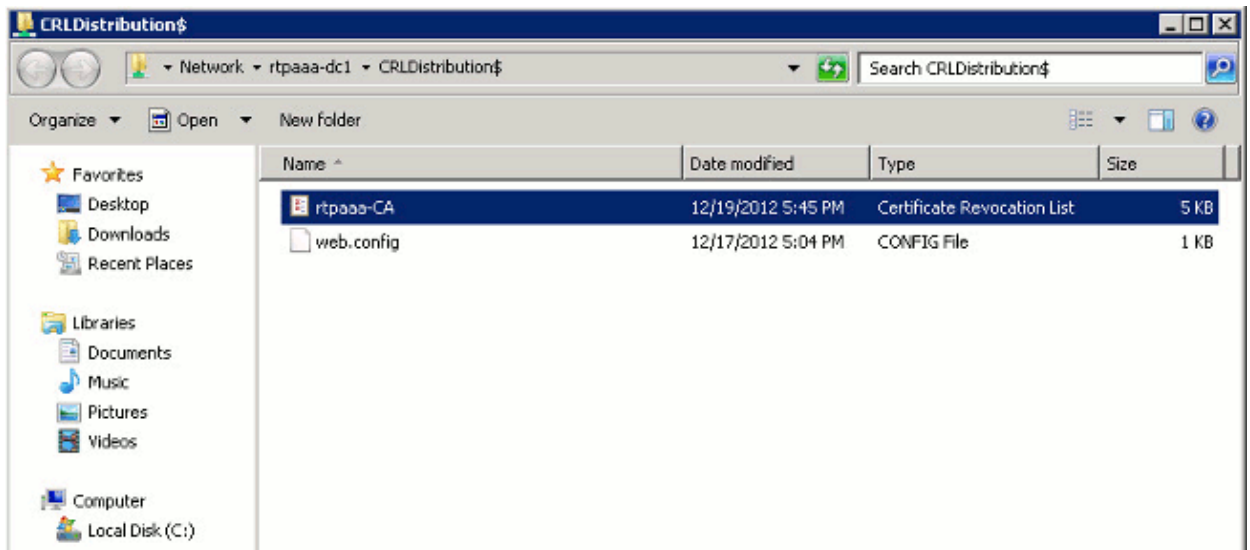 CRLDistribution$
Network rtpaaa-dc1 CRLDistribution$ Search CRLDistribution$
Organize Open New folder
Name Date modified Type Size
Favorites
Desktop
Downloads
Recent Places
Libraries
Documents
Music
Pictures
Videos
Computer
Local Disk (C:)
rtpaaa-CA 12/19/2012 5:45 PM Certificate Revocation List 5 KB
web.config 12/17/2012 5:04 PM CONFIG File 1 KB